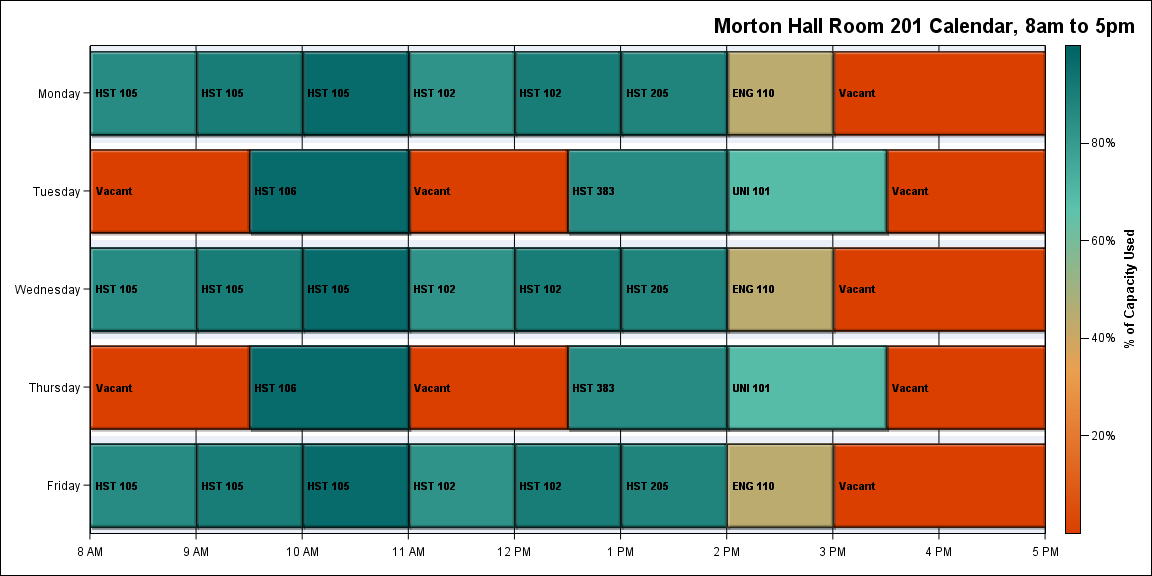 Morton Hall Room 201 Calendar, 8am to 5pm
Monday
HST 105
HST 105
HST 105
HST 102
HST 102
HST 205
ENG 110
Vacant
Tuesday
Vacant
HST 106
Vacant
HST 383
UNI 101
Vacant
Wednesday
HST 105
HST 105
HST 105
HST 102
HST 102
HST 205
ENG 110
Vacant
Thursday
Vacant
HST 106
Vacant
HST 383
UNI 101
Vacant
Friday
HST 105
HST 105
HST 105
HST 102
HST 102
HST 205
ENG 110
Vacant
8 AM
9 AM
10 AM
11 AM
12 PM
1 PM
2 PM
3 PM
4 PM
5 PM
80%
60%
40%
20%
% of Capacity Used